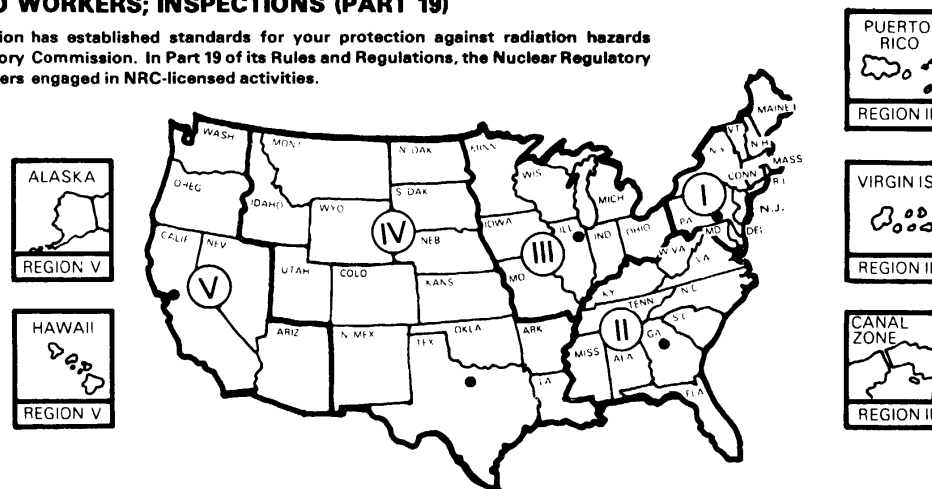 O WORKERS; INSPECTIONS (PART 19)
ion has established standards for your protection against radiation hazards
ory Commission. In Part 19 of its Rules and Regulations, the Nuclear Regulatory
ers engaged in NRC-licensed activities.
PUERTO
RICO
REGION II
ALASKA
REGION V
HAWAII
REGION V
VIRGIN IS
REGION II
CANAL
ZONE
REGION II
WASH
MONT
N DAK
MINN
MAINE
VT
N H
N Y
MASS
CONN
R I
OREG
IDAHO
WYO
S DAK
WIS
MICH
I
PA
N.J.
MD
DEL
IV
NEB
IOWA
III
ILL
IND
OHIO
W VA
VA
CALIF
NEV
V
UTAH
COLO
KANS
MO
KY
TENN
N C
S C
II
ARIZ
N MEX
TEX
OKLA
ARK
MISS
ALA
GA
LA
FLA